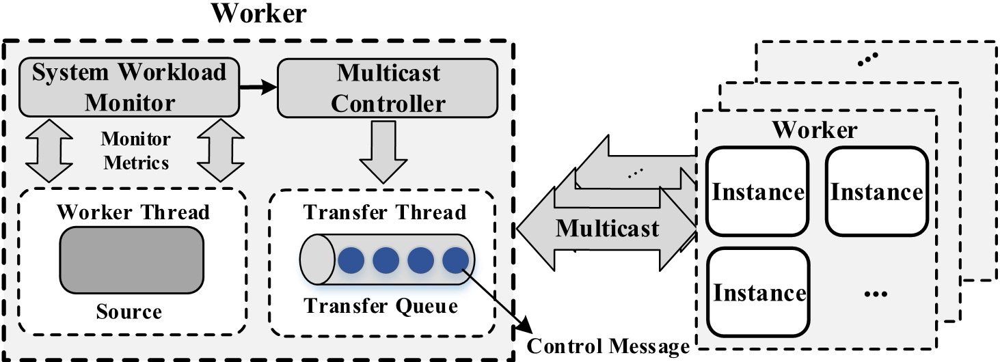 Worker
System Workload
Monitor
Multicast
Controller
Monitor
Metrics
Worker Thread
Source
Transfer Thread
Transfer Queue
Control Message
Multicast
...
...
Worker
Instance
Instance
Instance
...